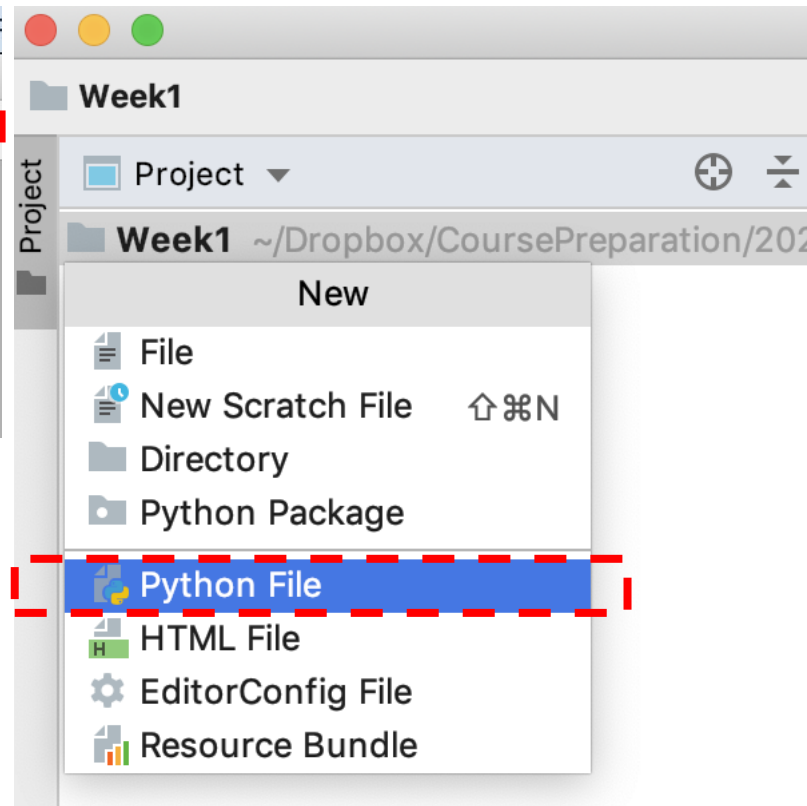 Week1
Project
Project
Week1 ~/Dropbox/CoursePreparation/202
New
File
New Scratch File ⇧⌘N
Directory
Python Package
Python File
H HTML File
EditorConfig File
Resource Bundle